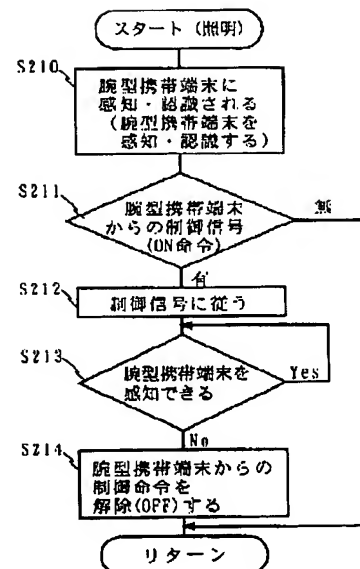 スタート(照明)
S210
腕型携帯端末に
感知・認識される
(腕型携帯端末を
感知・認識する)
S211
腕型携帯端末
からの制御信号
(ON命令)
無
有
S212
制御信号に従う
S213
腕型携帯端末を
感知できる
Yes
No
S214
腕型携帯端末からの
制御命令を
解除(OFF)する
リターン